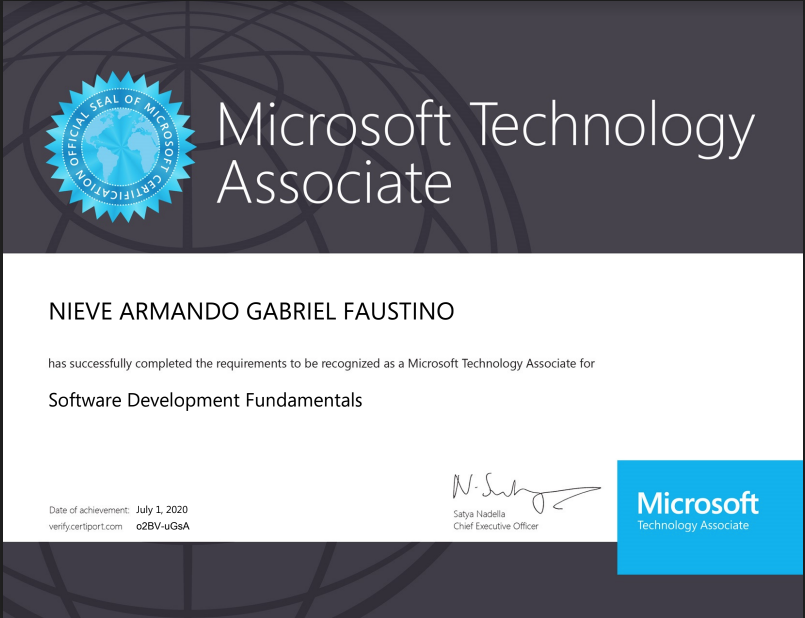 OFFICIAL SEAL OF MICROSOFT CERTIFICATION
Microsoft Technology
Associate
NIEVE ARMANDO GABRIEL FAUSTINO
has successfully completed the requirements to be recognized as a Microsoft Technology Associate for
Software Development Fundamentals
Date of achievement: July 1, 2020
verify.certiport.com o2BV-uGsA
Satya Nadella
Chief Executive Officer
Microsoft
Technology Associate